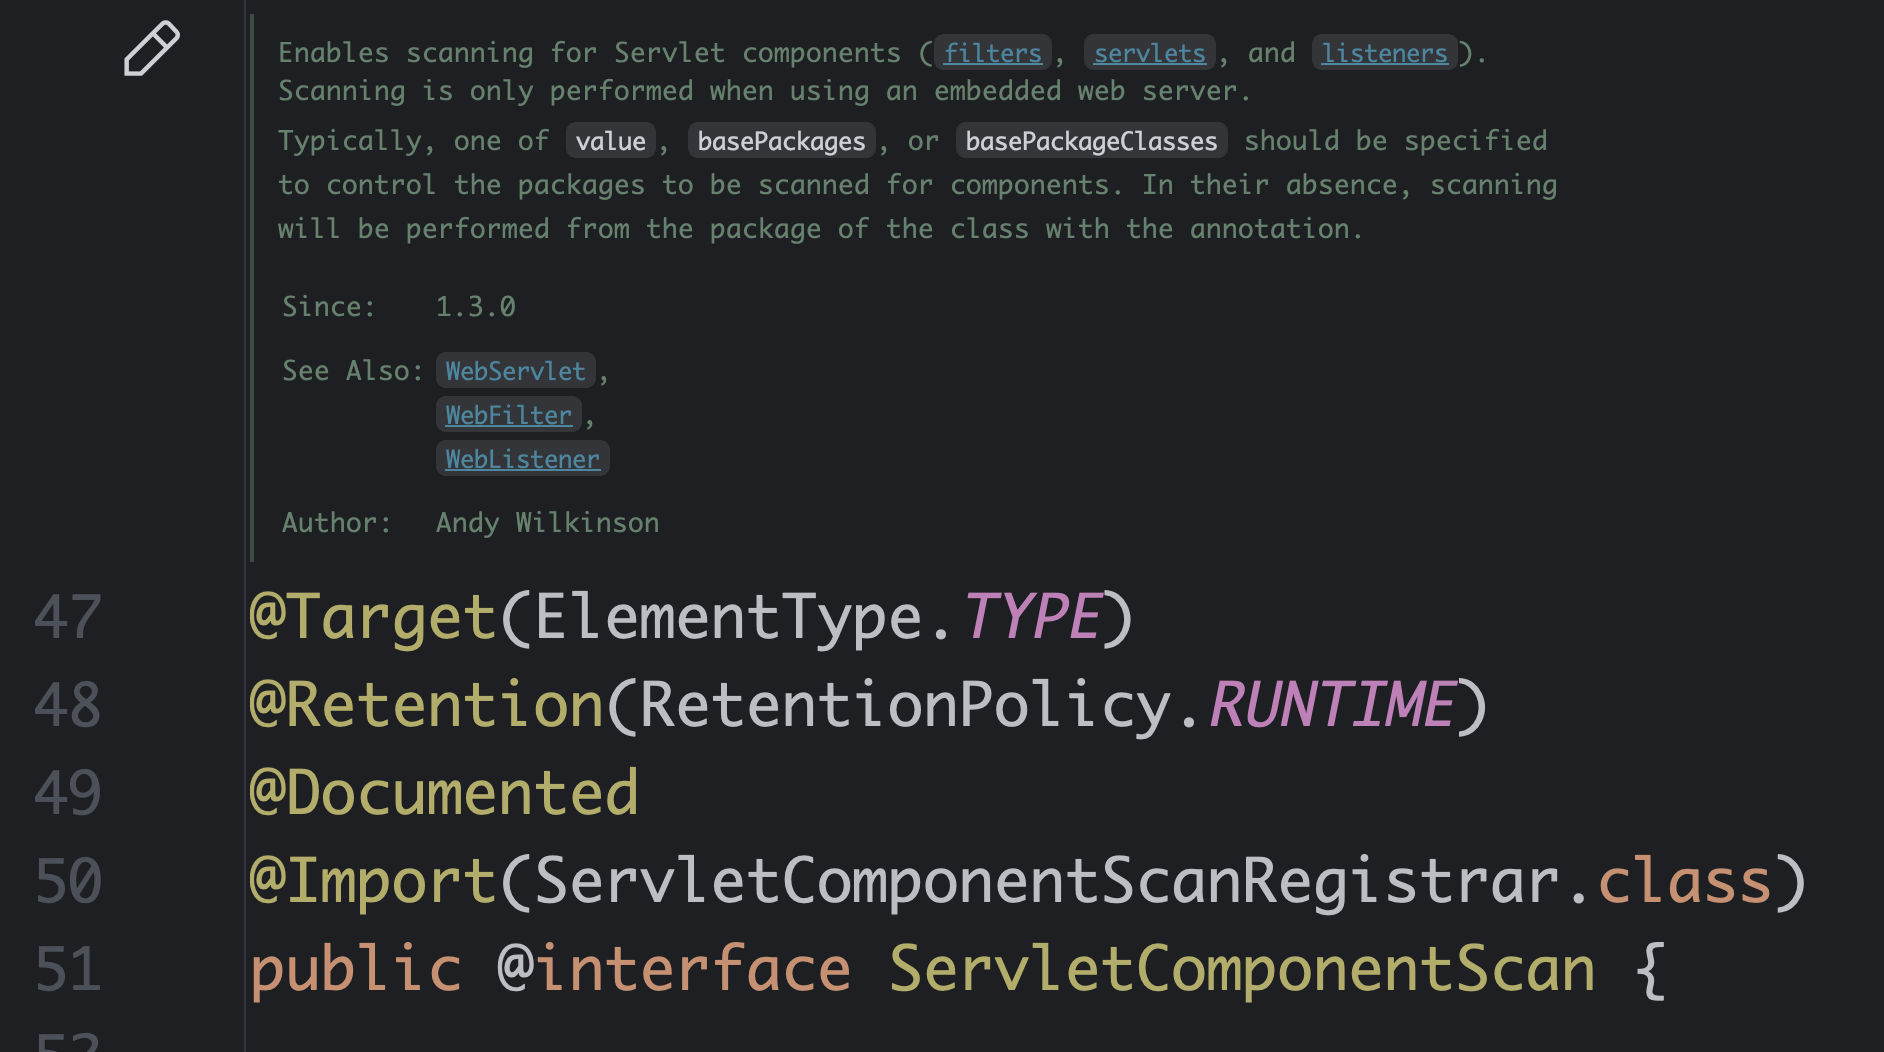 Enables scanning for Servlet components (filters, servlets, and listeners).
Scanning is only performed when using an embedded web server.
Typically, one of value, basePackages, or basePackageClasses should be specified
to control the packages to be scanned for components. In their absence, scanning
will be performed from the package of the class with the annotation.
Since: 1.3.0
See Also: WebServlet,
WebFilter,
WebListener
Author: Andy Wilkinson
47 @Target(ElementType.TYPE)
48 @Retention(RetentionPolicy.RUNTIME)
49 @Documented
50 @Import(ServletComponentScanRegistrar.class)
51 public @interface ServletComponentScan {
52